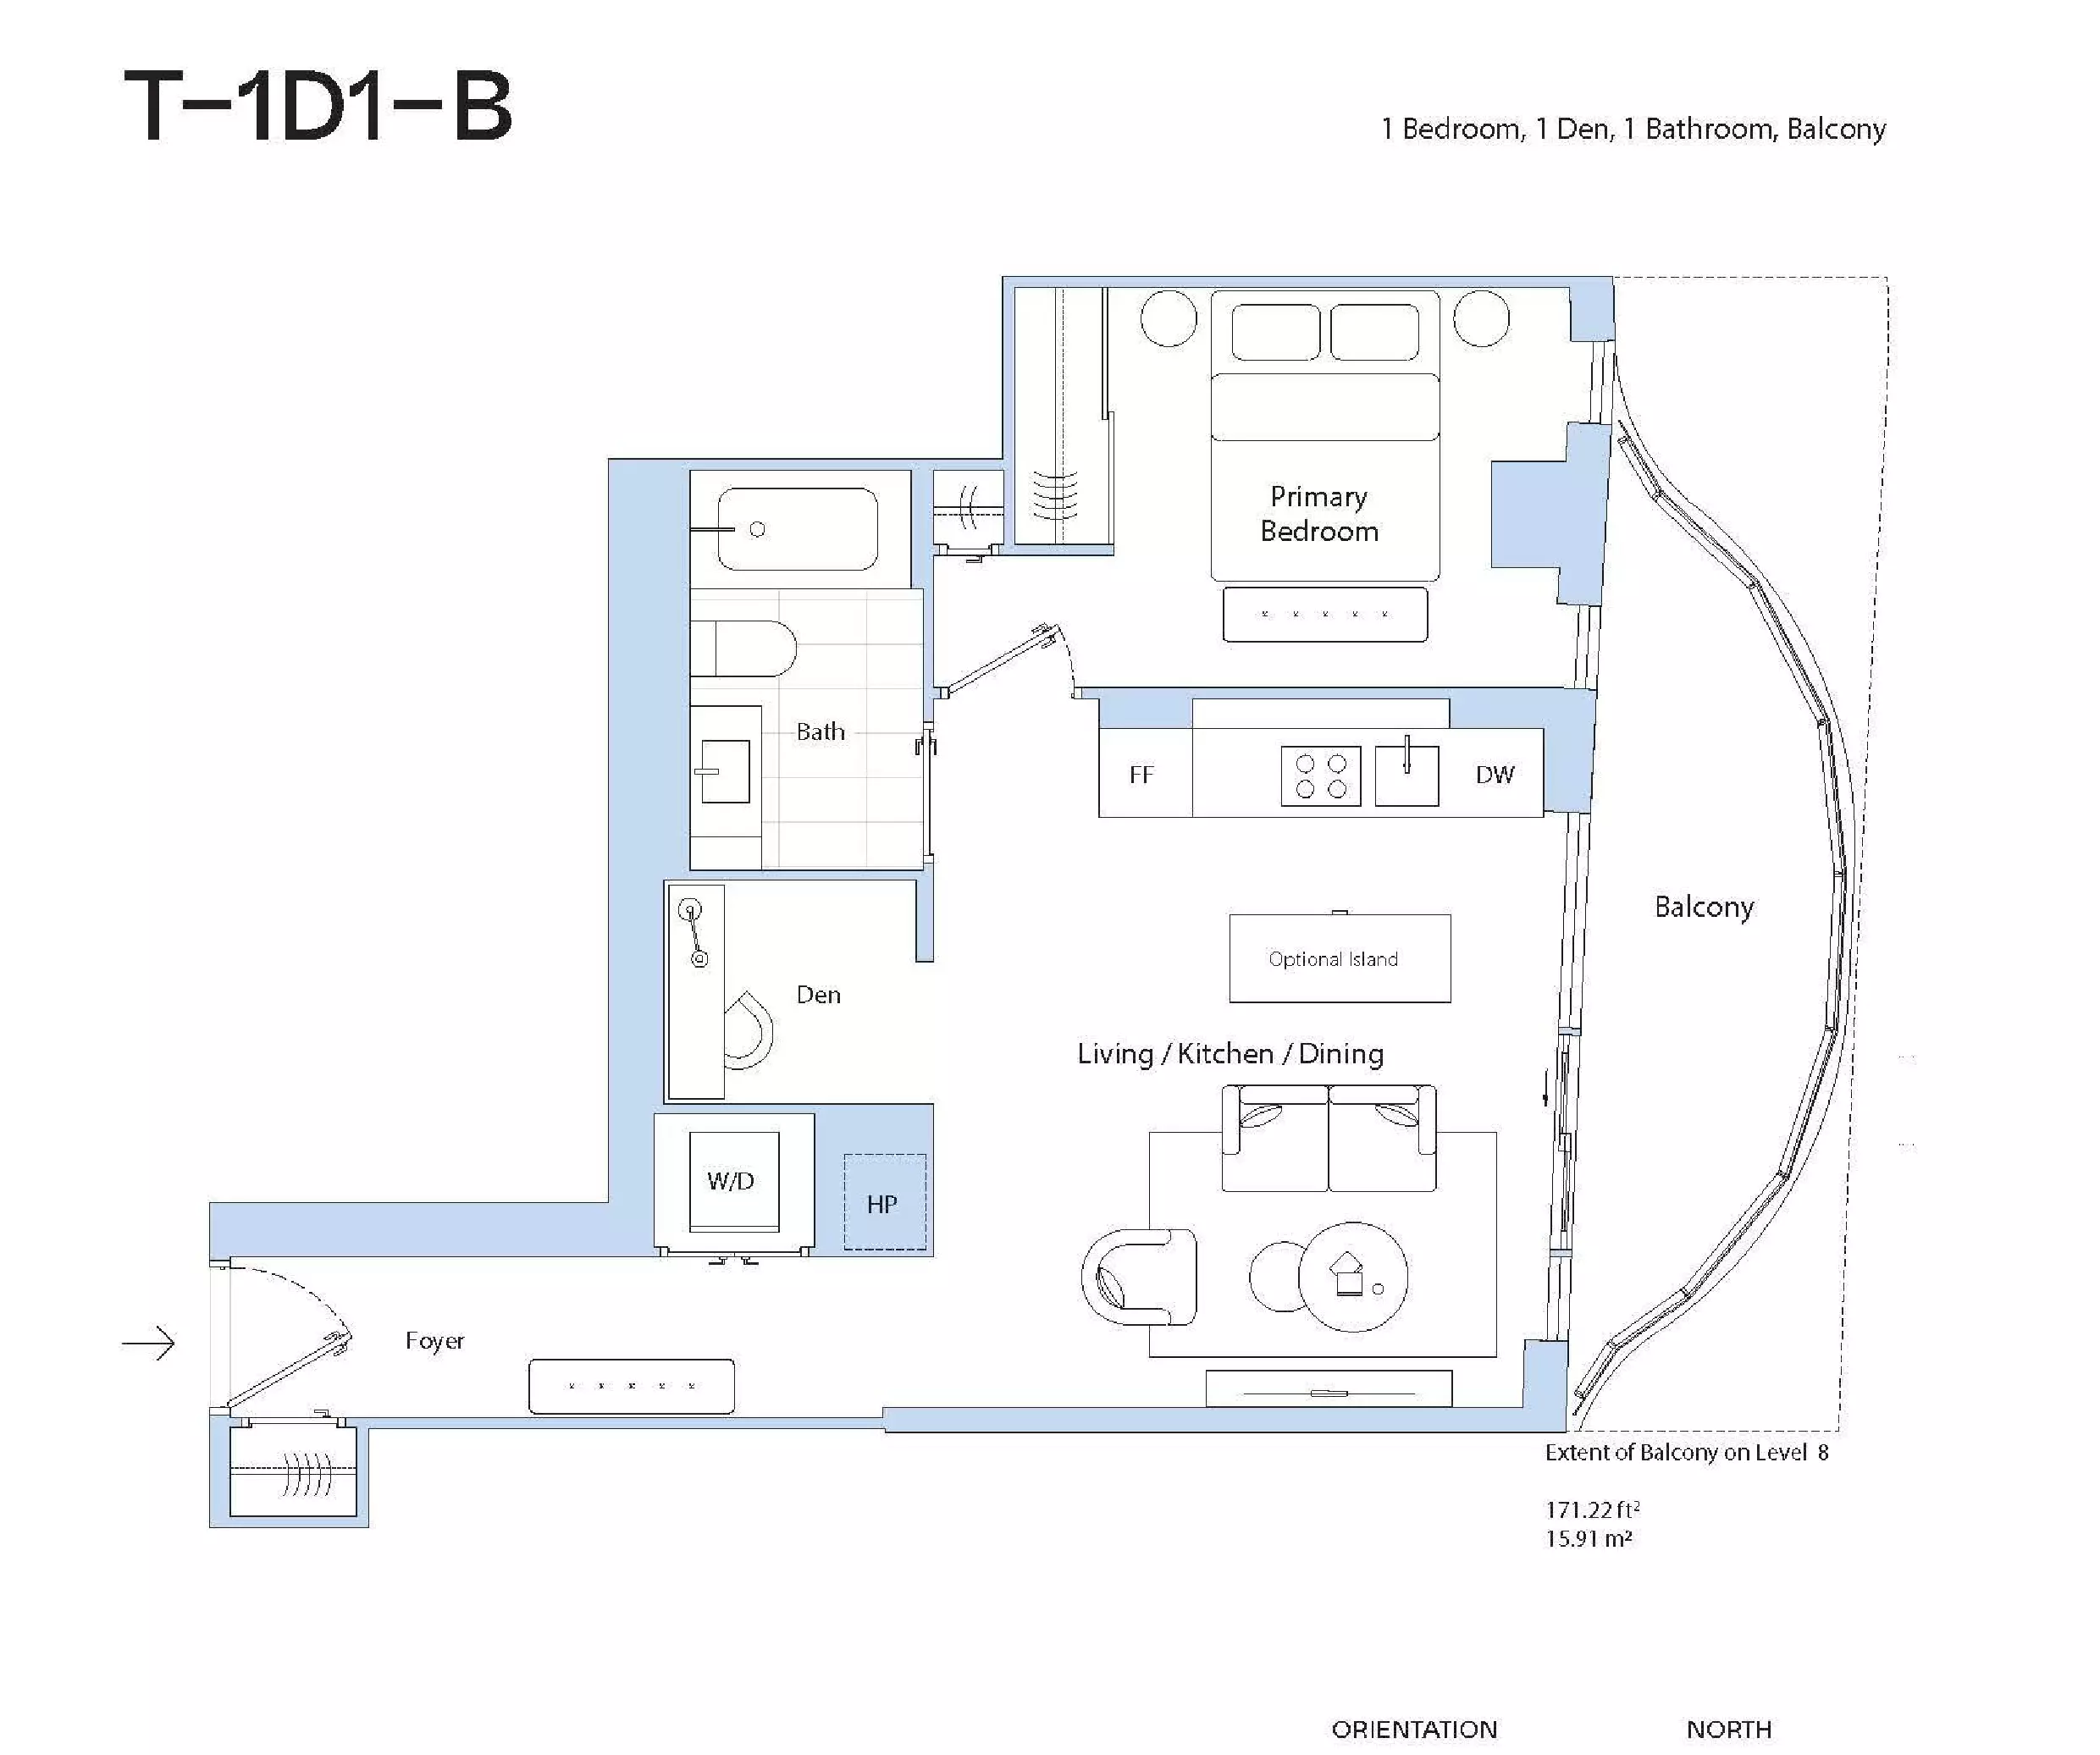 T-1D1-B
1 Bedroom, 1 Den, 1 Bathroom, Balcony
Primary
Bedroom
Bath
FF
DW
Balcony
Optional Island
Den
Living / Kitchen / Dining
W/D
HP
Foyer
Extent of Balcony on Level 8
171.22 ft²
15.91 m²
ORIENTATION
NORTH